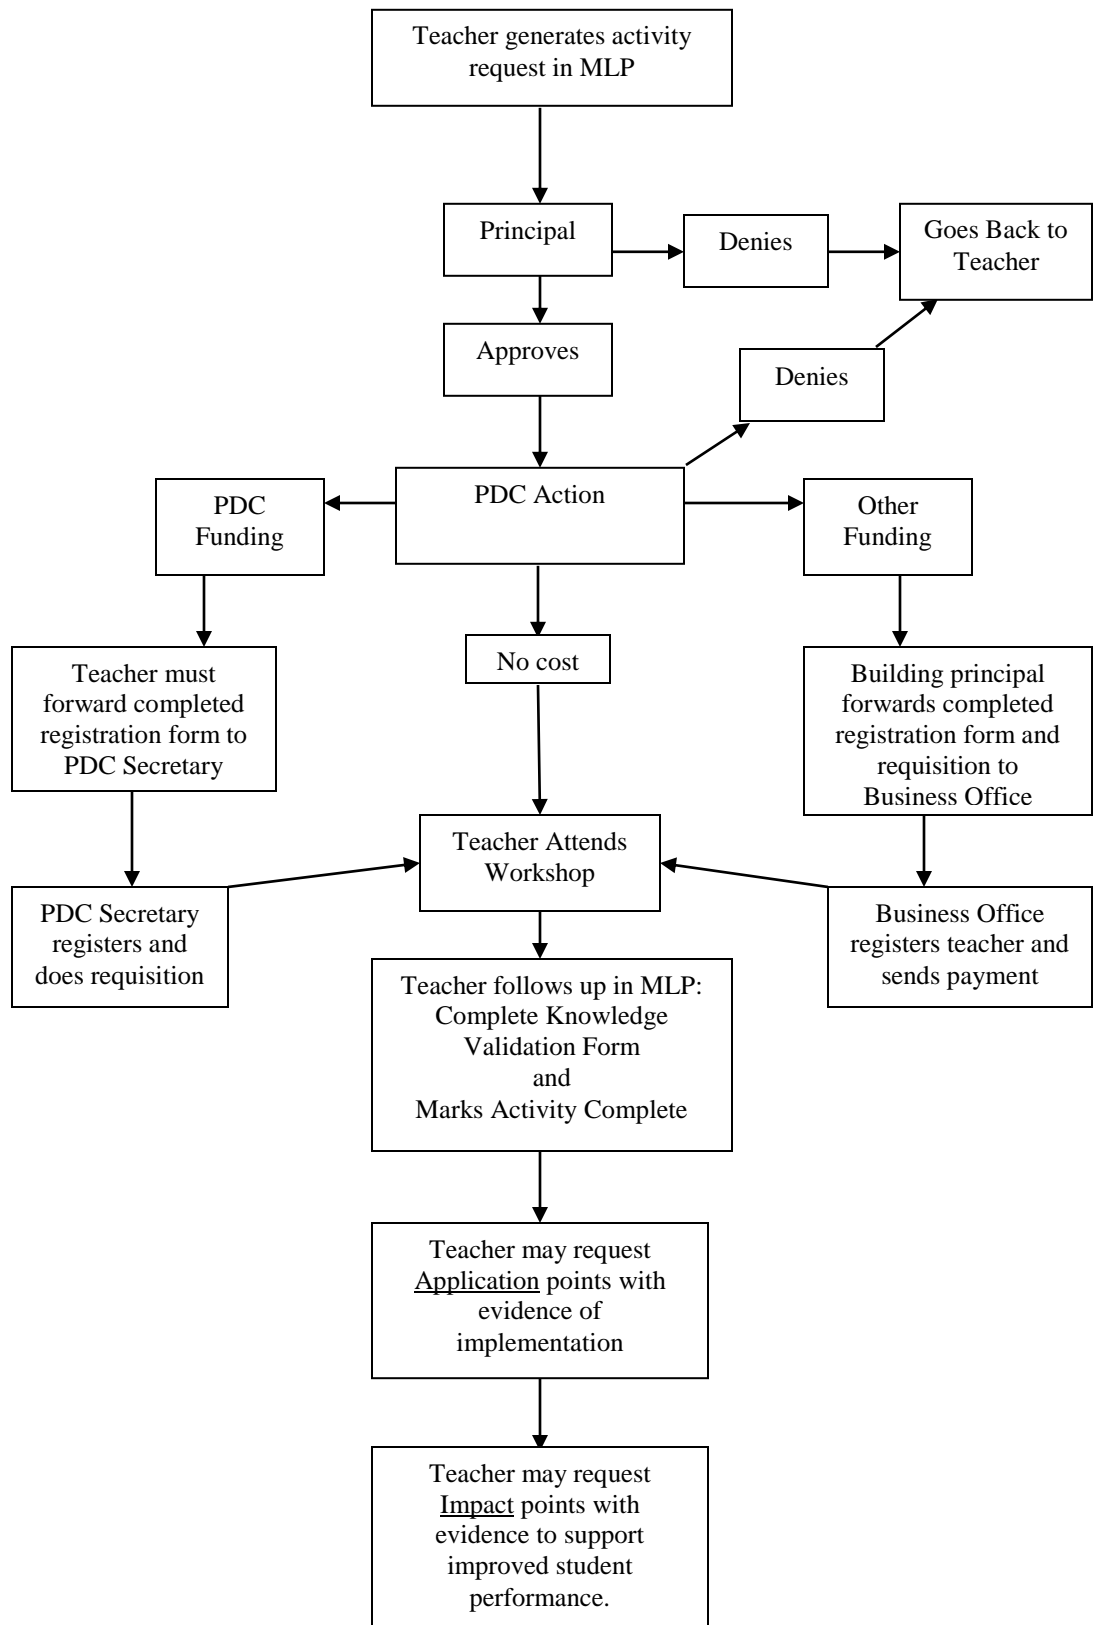 Teacher generates activity
request in MLP
Principal
Denies
Goes Back to
Teacher
Approves
Denies
PDC Action
PDC
Funding
Other
Funding
No cost
Teacher must
forward completed
registration form to
PDC Secretary
Building principal
forwards completed
registration form and
requisition to
Business Office
Teacher Attends
Workshop
PDC Secretary
registers and
does requisition
Business Office
registers teacher and
sends payment
Teacher follows up in MLP:
Complete Knowledge
Validation Form
and
Marks Activity Complete
Teacher may request
Application points with
evidence of
implementation
Teacher may request
Impact points with
evidence to support
improved student
performance.